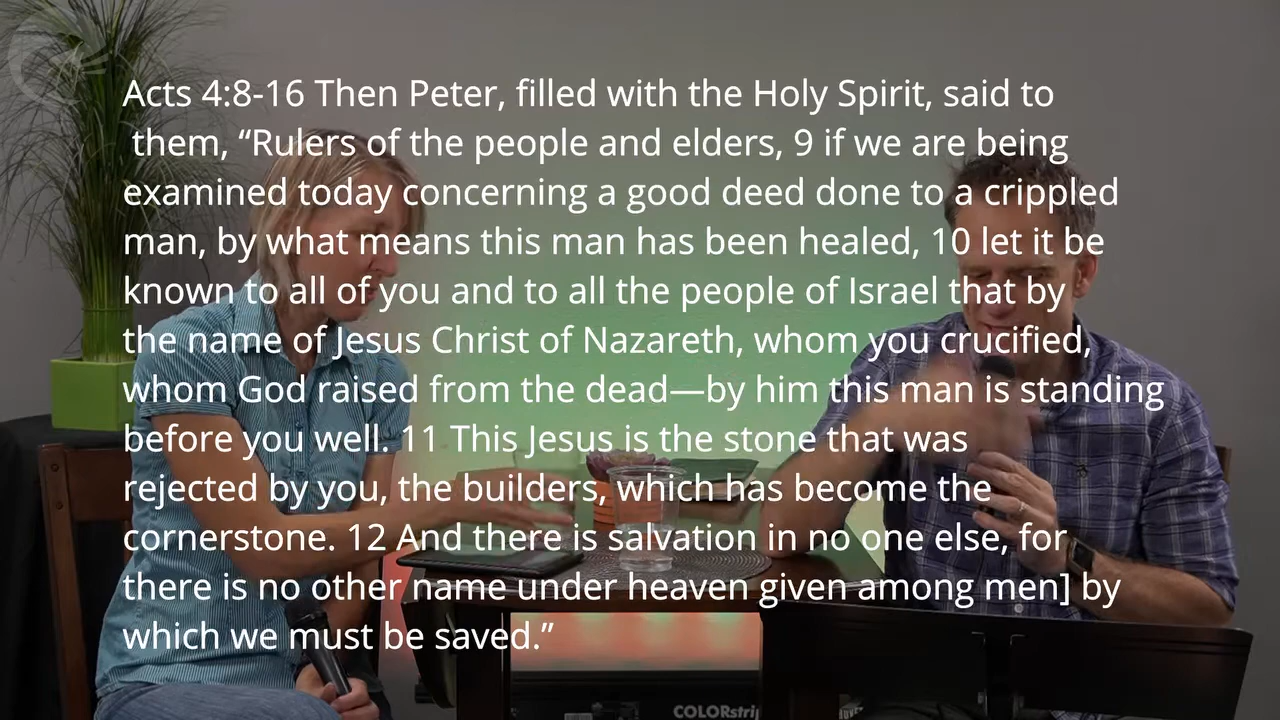 Acts 4:8-16 Then Peter, filled with the Holy Spirit, said to
them, “Rulers of the people and elders, 9 if we are being
examined today concerning a good deed done to a crippled
man, by what means this man has been healed, 10 let it be
known to all of you and to all the people of Israel that by
the name of Jesus Christ of Nazareth, whom you crucified,
whom God raised from the dead—by him this man is standing
before you well. 11 This Jesus is the stone that was
rejected by you, the builders, which has become the
cornerstone. 12 And there is salvation in no one else, for
there is no other name under heaven given among men] by
which we must be saved.”
COLORstrip